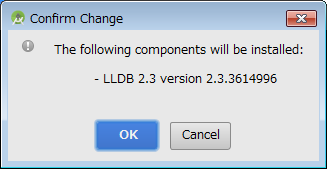 Confirm Change
The following components will be installed:
- LLDB 2.3 version 2.3.3614996
OK
Cancel